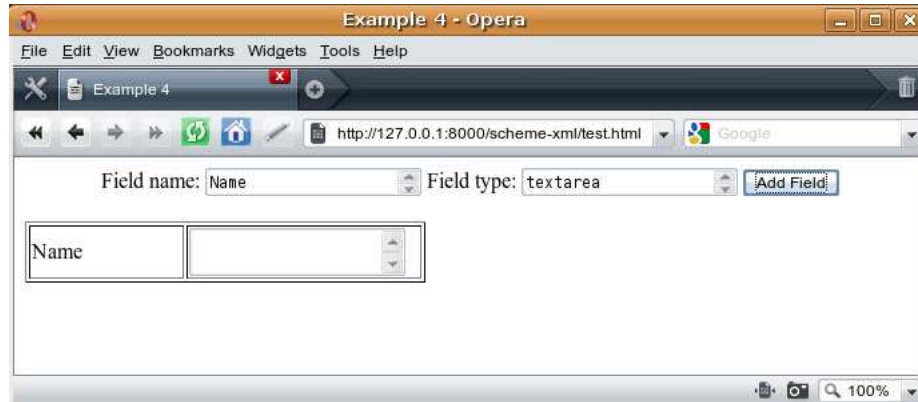 Example 4 - Opera
File Edit View Bookmarks Widgets Tools Help
Example 4
http://127.0.0.1:8000/scheme-xml/test.html Google
Field name: Name Field type: textarea Add Field
Name
100%